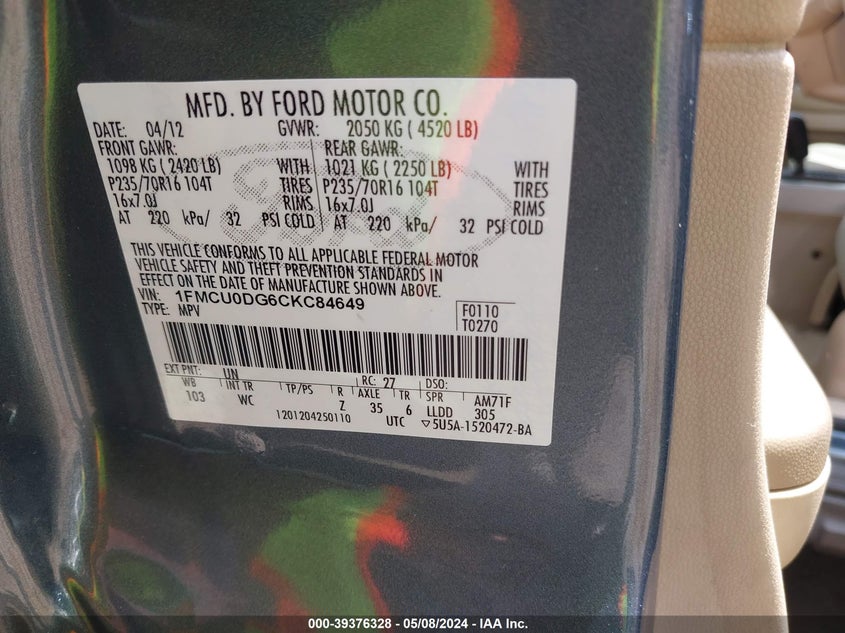 MFD. BY FORD MOTOR CO.
DATE: 04/12 GVWR: 2050 KG ( 4520 LB)
FRONT GAWR: REAR GAWR:
1098 KG ( 2420 LB) WITH 1021 KG ( 2250 LB) WITH
P235/70R16 104T TIRES P235/70R16 104T TIRES
16x7.0J RIMS 16x7.0J RIMS
AT 220 kPa/ 32 PSI COLD AT 220 kPa/ 32 PSI COLD
THIS VEHICLE CONFORMS TO ALL APPLICABLE FEDERAL MOTOR
VEHICLE SAFETY AND THEFT PREVENTION STANDARDS IN
EFFECT ON THE DATE OF MANUFACTURE SHOWN ABOVE.
VIN: 1FMCU0DG6CKC84649 F0110
TYPE: MPV T0270
EXT PNT: UN RC: 27 DSO:
WB INT TR TP/PS R AXLE TR SPR AM71F
103 WC Z 35 6 LLDD 305
1201204250110 UTC ▽5U5A-1520472-BA
Ford
000-39376328 - 05/08/2024 - IAA Inc.